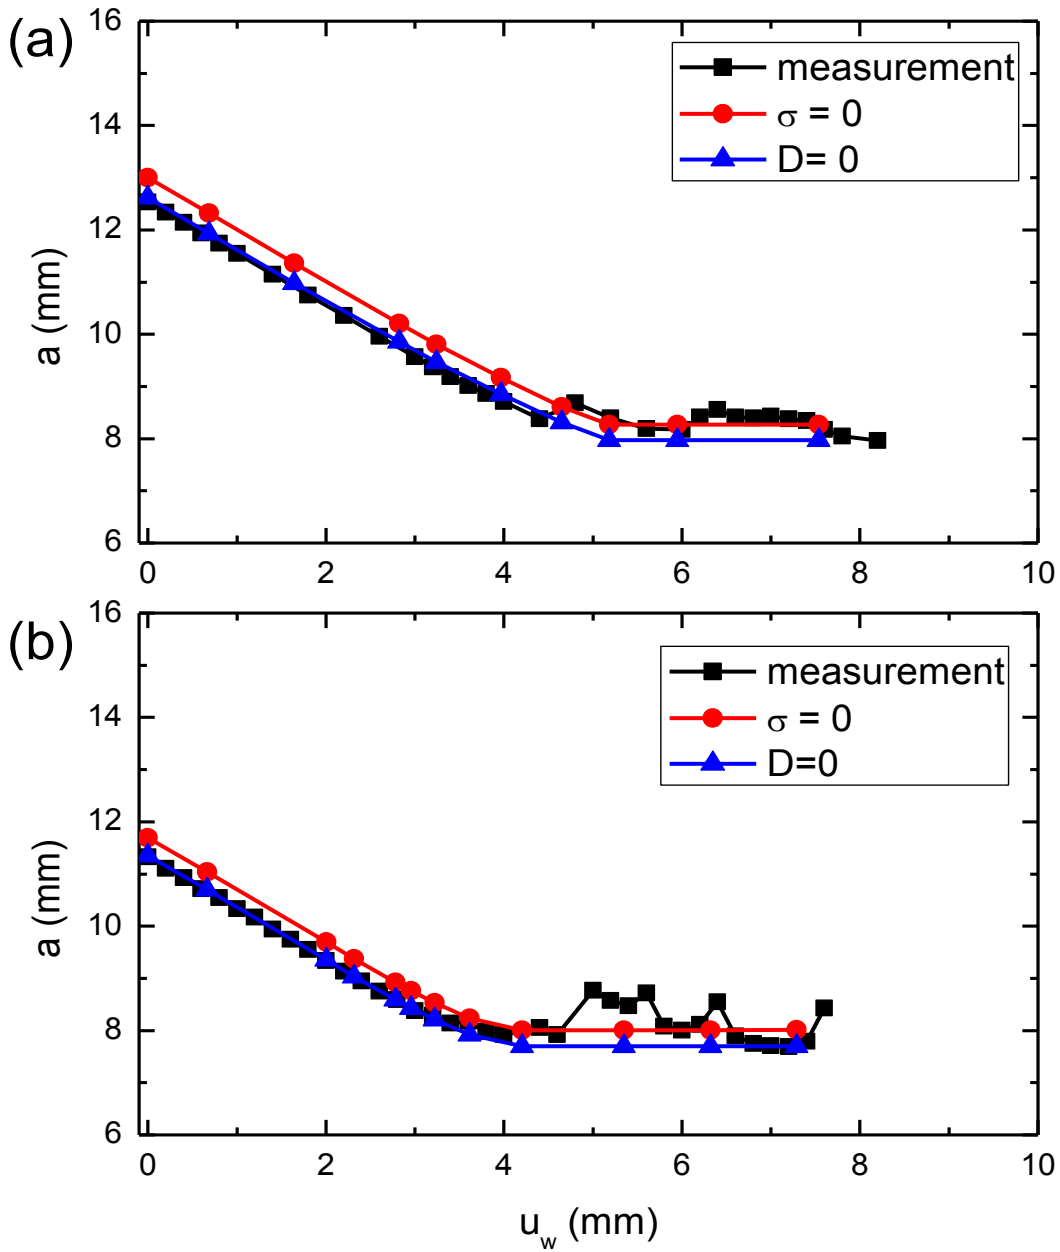 (a)
16
14
12
10
8
6
a (mm)
measurement
σ = 0
D= 0
0 2 4 6 8 10
(b)
16
14
12
10
8
6
a (mm)
measurement
σ = 0
D=0
0 2 4 6 8 10
u_w (mm)